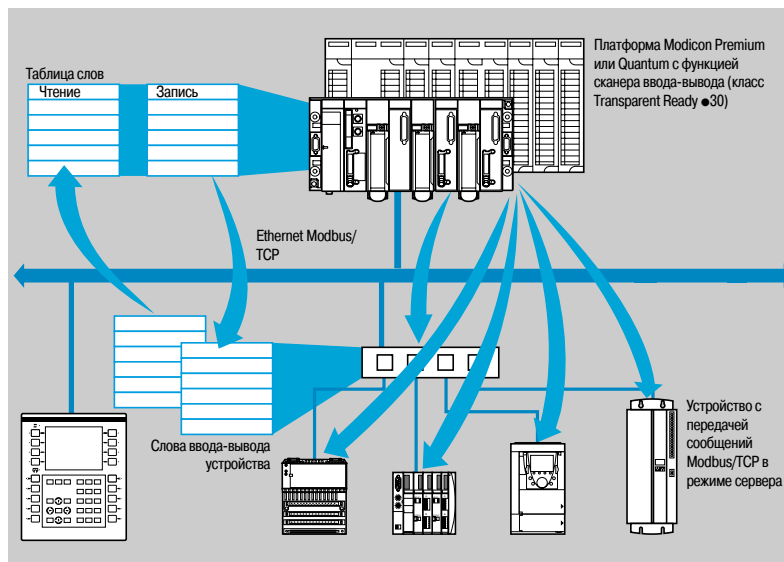 Платформа Modicon Premium
или Quantum с функцией
сканера ввода-вывода (класс
Transparent Ready ●30)
Таблица слов
Чтение
Запись
Ethernet Modbus/
TCP
Слова ввода-вывода
устройства
Устройство с
передачей
сообщений
Modbus/TCP в
режиме сервера